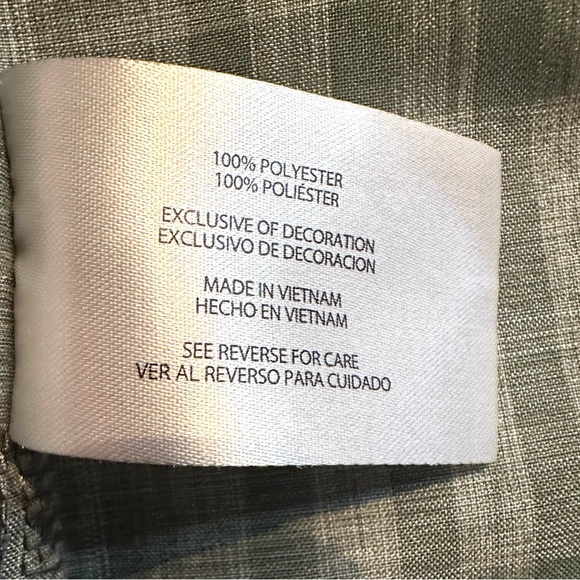 100% POLYESTER
100% POLIÉSTER
EXCLUSIVE OF DECORATION
EXCLUSIVO DE DECORACION
MADE IN VIETNAM
HECHO EN VIETNAM
SEE REVERSE FOR CARE
VER AL REVERSO PARA CUIDADO